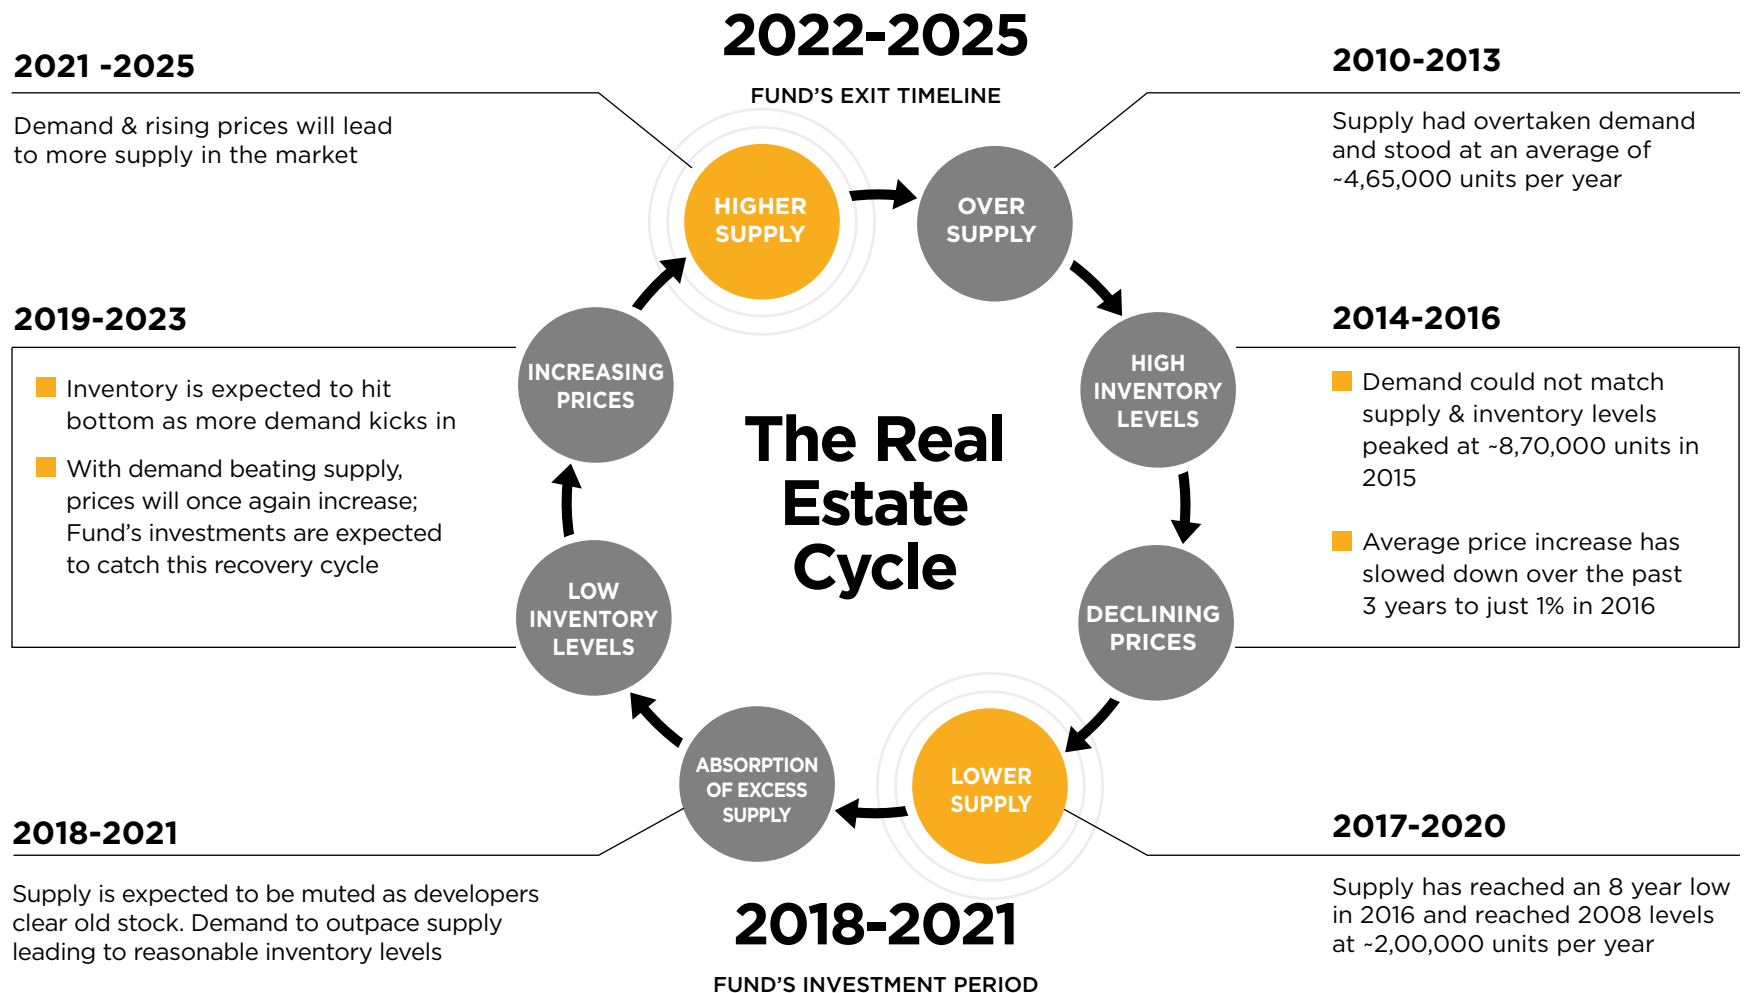 2022-2025
FUND'S EXIT TIMELINE
2021 -2025
Demand & rising prices will lead
to more supply in the market
2010-2013
Supply had overtaken demand
and stood at an average of
~4,65,000 units per year
HIGHER
SUPPLY
OVER
SUPPLY
2019-2023
Inventory is expected to hit
bottom as more demand kicks in
With demand beating supply,
prices will once again increase;
Fund's investments are expected
to catch this recovery cycle
INCREASING
PRICES
The Real
Estate
Cycle
HIGH
INVENTORY
LEVELS
2014-2016
Demand could not match
supply & inventory levels
peaked at ~8,70,000 units in
2015
Average price increase has
slowed down over the past
3 years to just 1% in 2016
LOW
INVENTORY
LEVELS
DECLINING
PRICES
ABSORPTION
OF EXCESS
SUPPLY
LOWER
SUPPLY
2018-2021
Supply is expected to be muted as developers
clear old stock. Demand to outpace supply
leading to reasonable inventory levels
2018-2021
FUND'S INVESTMENT PERIOD
2017-2020
Supply has reached an 8 year low
in 2016 and reached 2008 levels
at ~2,00,000 units per year